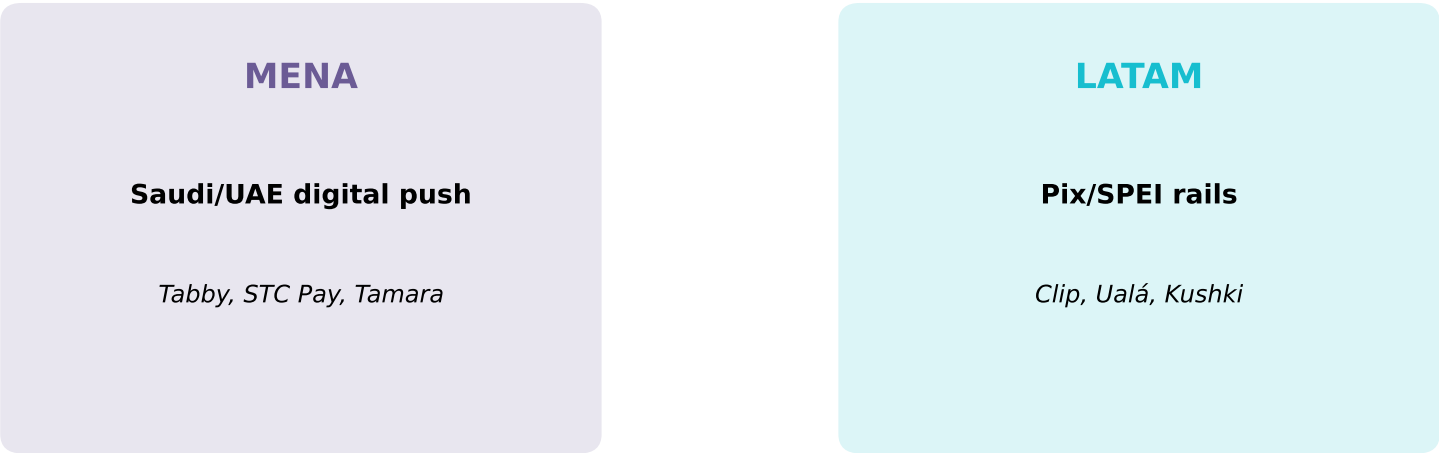 MENA
Saudi/UAE digital push
Tabby, STC Pay, Tamara
LATAM
Pix/SPEI rails
Clip, Ualá, Kushki